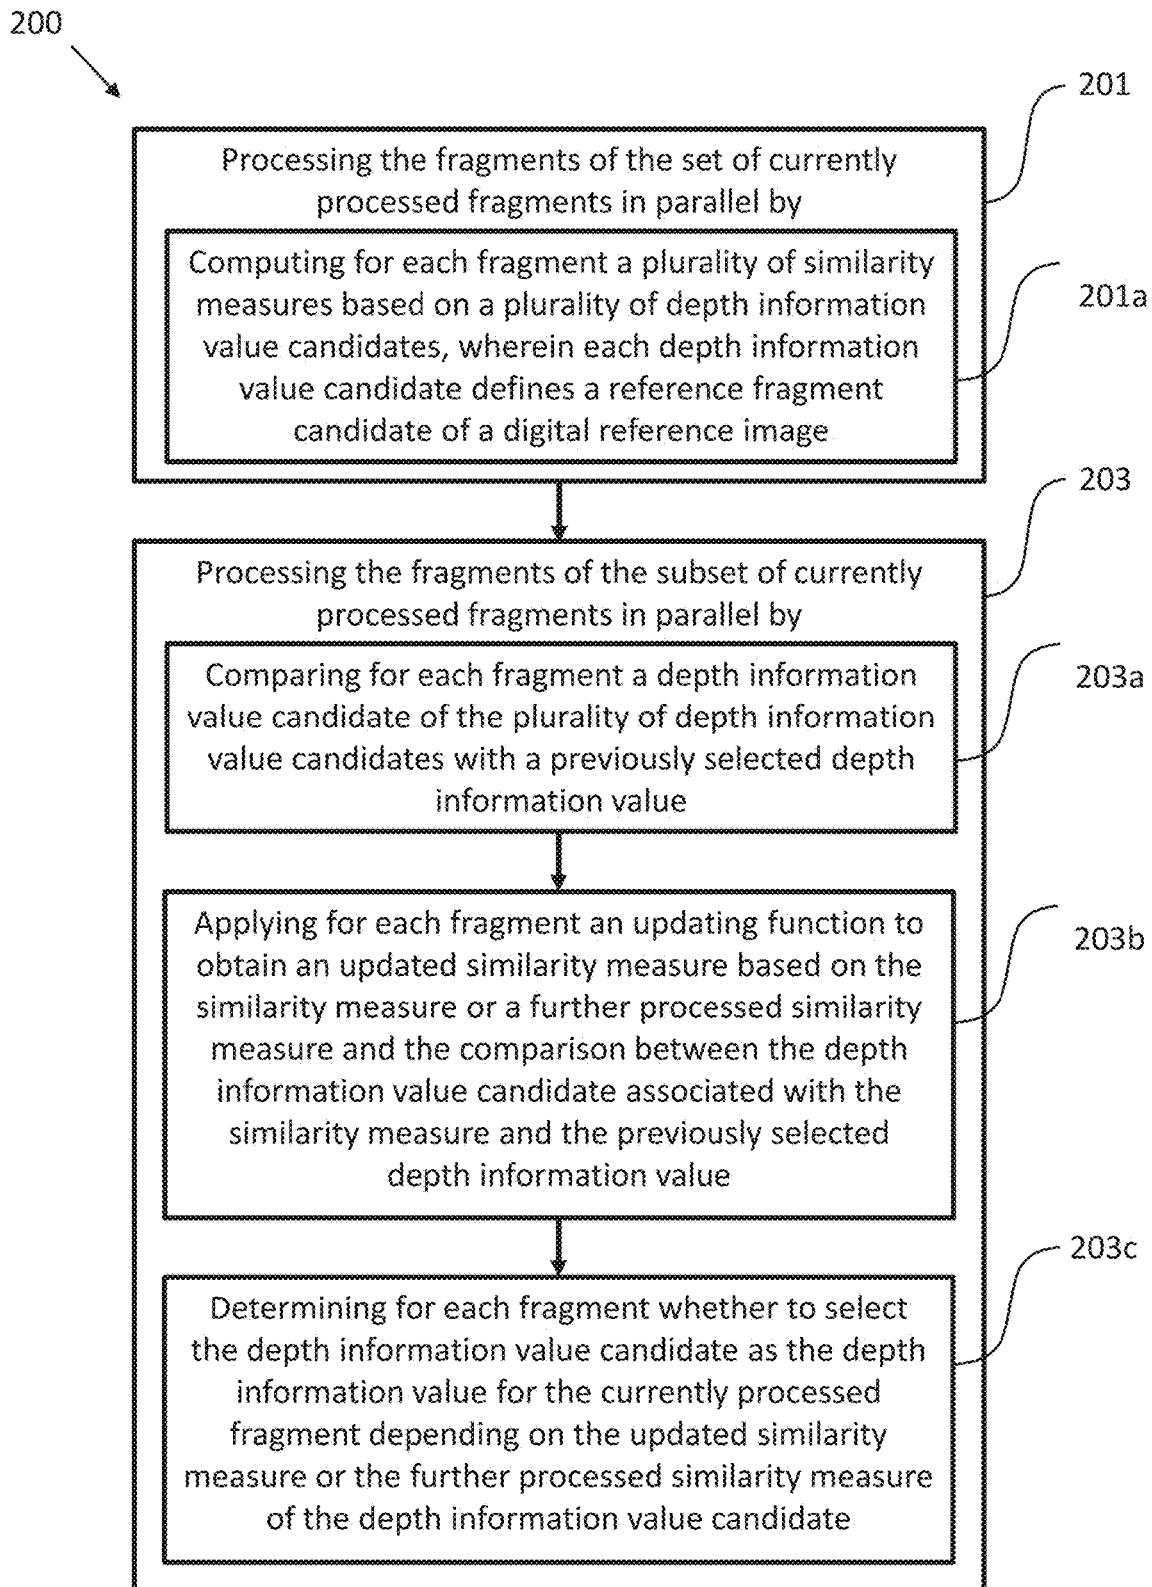 200
201
Processing the fragments of the set of currently
processed fragments in parallel by
Computing for each fragment a plurality of similarity
measures based on a plurality of depth information
value candidates, wherein each depth information
value candidate defines a reference fragment
candidate of a digital reference image
201a
203
Processing the fragments of the subset of currently
processed fragments in parallel by
Comparing for each fragment a depth information
value candidate of the plurality of depth information
value candidates with a previously selected depth
information value
203a
Applying for each fragment an updating function to
obtain an updated similarity measure based on the
similarity measure or a further processed similarity
measure and the comparison between the depth
information value candidate associated with the
similarity measure and the previously selected
depth information value
203b
203c
Determining for each fragment whether to select
the depth information value candidate as the depth
information value for the currently processed
fragment depending on the updated similarity
measure or the further processed similarity measure
of the depth information value candidate